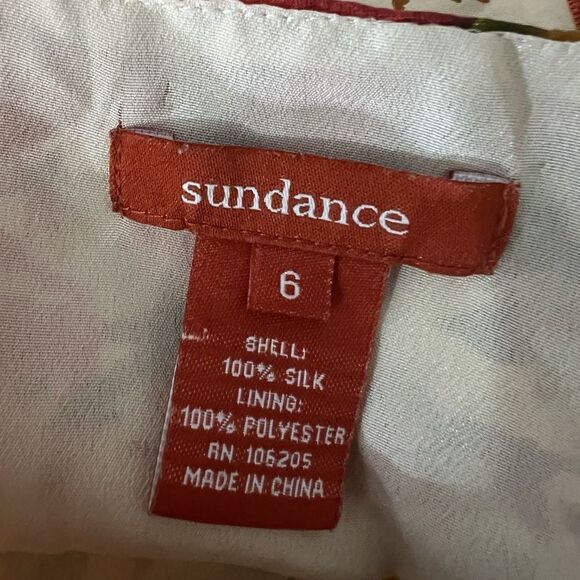 sundance
6
SHELL:
100% SILK
LINING:
100% POLYESTER
RN 106205
MADE IN CHINA